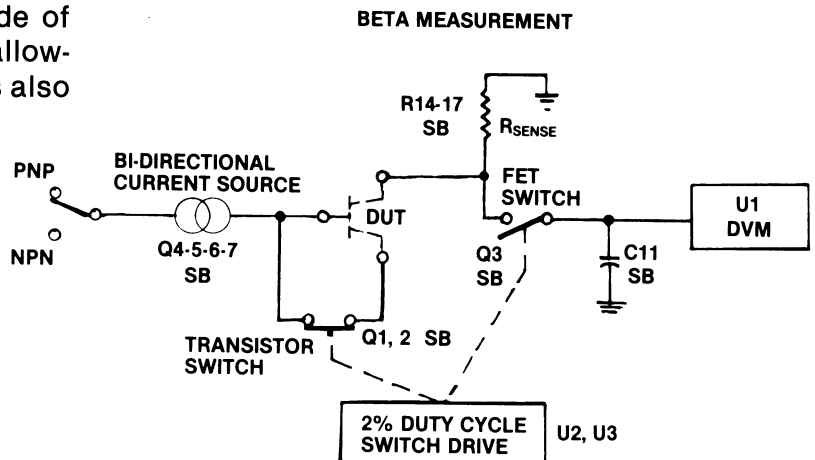 de of
allow-
s also
BETA MEASUREMENT
R14-17
SB
RSENSE
PNP
NPN
BI-DIRECTIONAL
CURRENT SOURCE
Q4-5-6-7
SB
DUT
FET
SWITCH
Q3
SB
C11
SB
U1
DVM
TRANSISTOR
SWITCH
Q1, 2 SB
2% DUTY CYCLE
SWITCH DRIVE
U2, U3